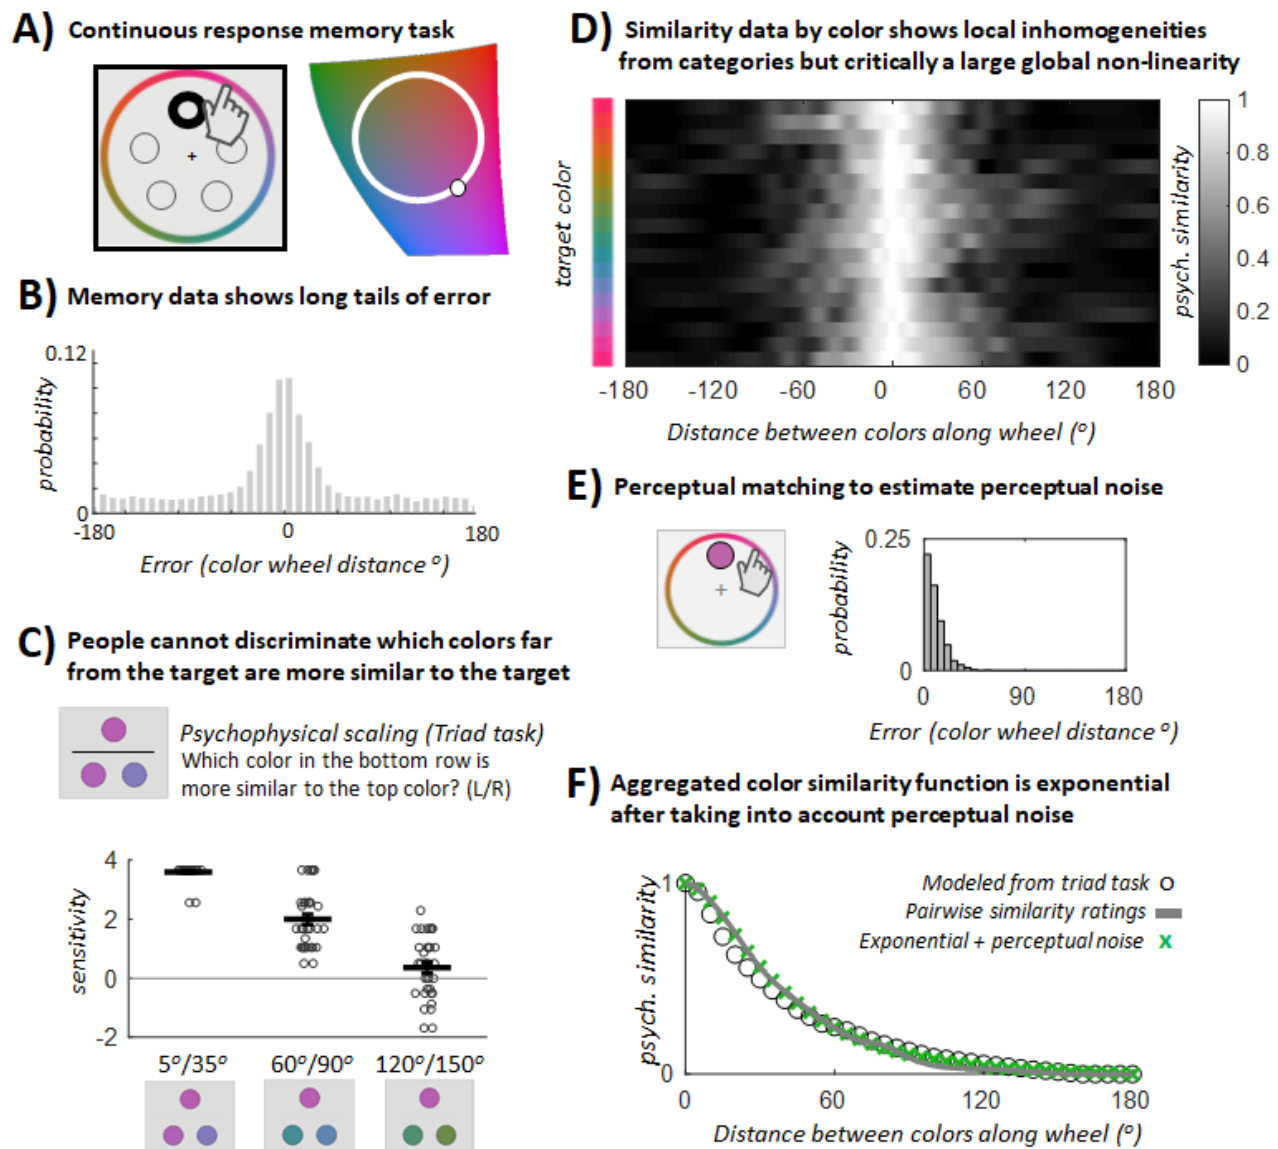 A) Continuous response memory task
B) Memory data shows long tails of error
0.12
probability
0
-180
0
180
Error (color wheel distance °)
C) People cannot discriminate which colors far
from the target are more similar to the target
Psychophysical scaling (Triad task)
Which color in the bottom row is
more similar to the top color? (L/R)
4
2
0
-2
sensitivity
5°/35°
60°/90°
120°/150°
D) Similarity data by color shows local inhomogeneities
from categories but critically a large global non-linearity
target color
-180
-120
-60
0
60
120
180
Distance between colors along wheel (°)
psych. similarity
1
0.8
0.6
0.4
0.2
0
E) Perceptual matching to estimate perceptual noise
0.25
probability
0
0
90
180
Error (color wheel distance °)
F) Aggregated color similarity function is exponential
after taking into account perceptual noise
1
psych. similarity
0
Modeled from triad task
Pairwise similarity ratings
Exponential + perceptual noise x
0
60
120
180
Distance between colors along wheel (°)